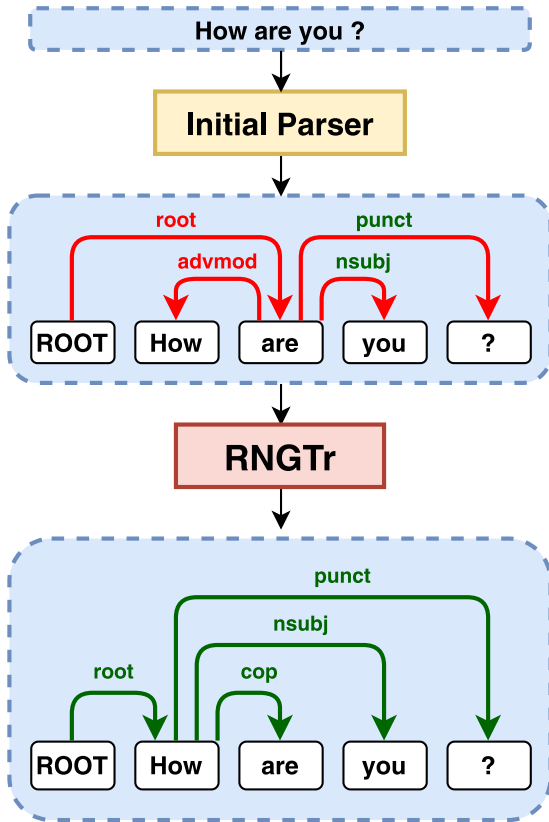 How are you ?
Initial Parser
root punct
advmod nsubj
ROOT How are you ?
RNGTr
punct
nsubj
root cop
ROOT How are you ?